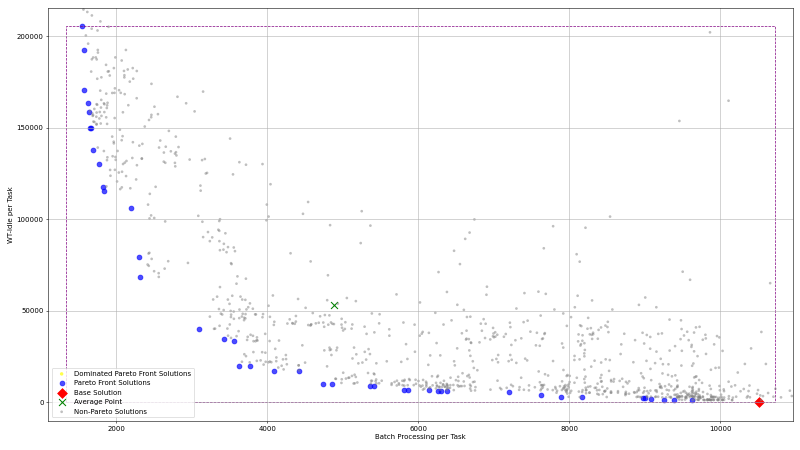 200000
150000
100000
50000
0
WT-Idle per Task
Dominated Pareto Front Solutions
Pareto Front Solutions
Base Solution
Average Point
Non-Pareto Solutions
2000 4000 6000 8000 10000
Batch Processing per Task